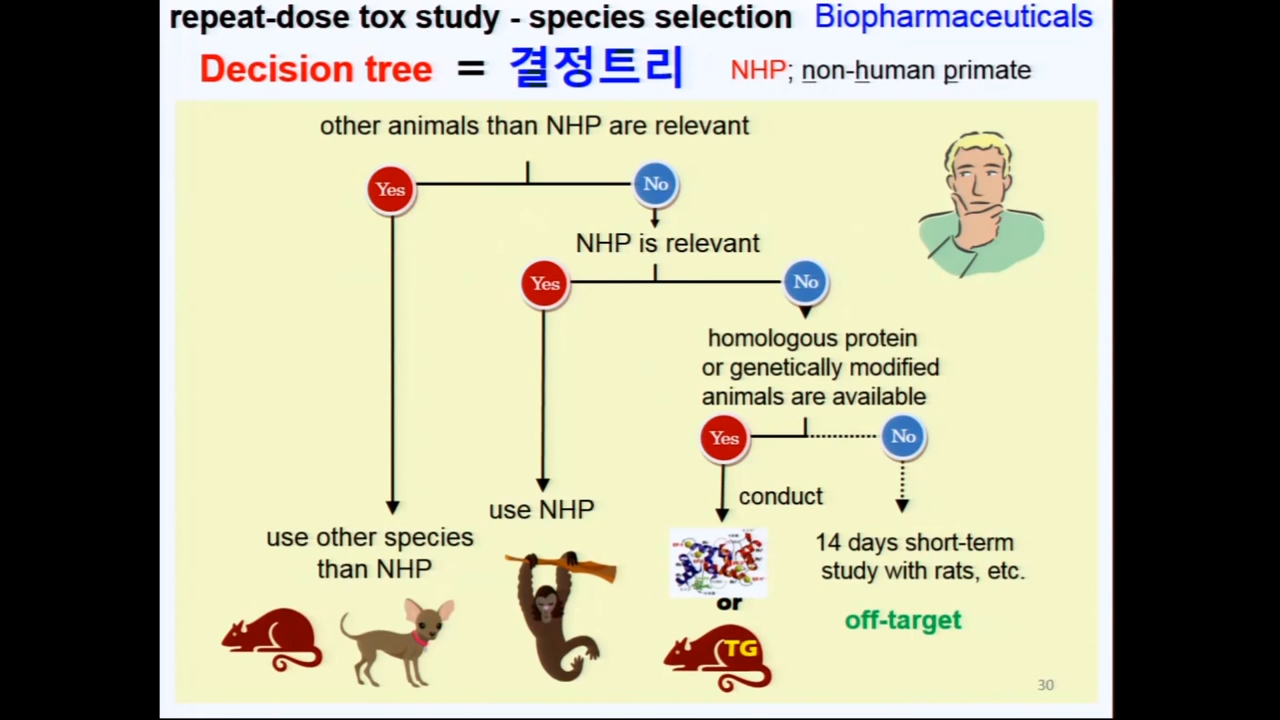 repeat-dose tox study - species selection Biopharmaceuticals
Decision tree = 결정트리 NHP; non-human primate
other animals than NHP are relevant
Yes
No
NHP is relevant
Yes
No
homologous protein
or genetically modified
animals are available
Yes
No
conduct
use NHP
use other species
than NHP
14 days short-term
study with rats, etc.
or
off-target
TG
30